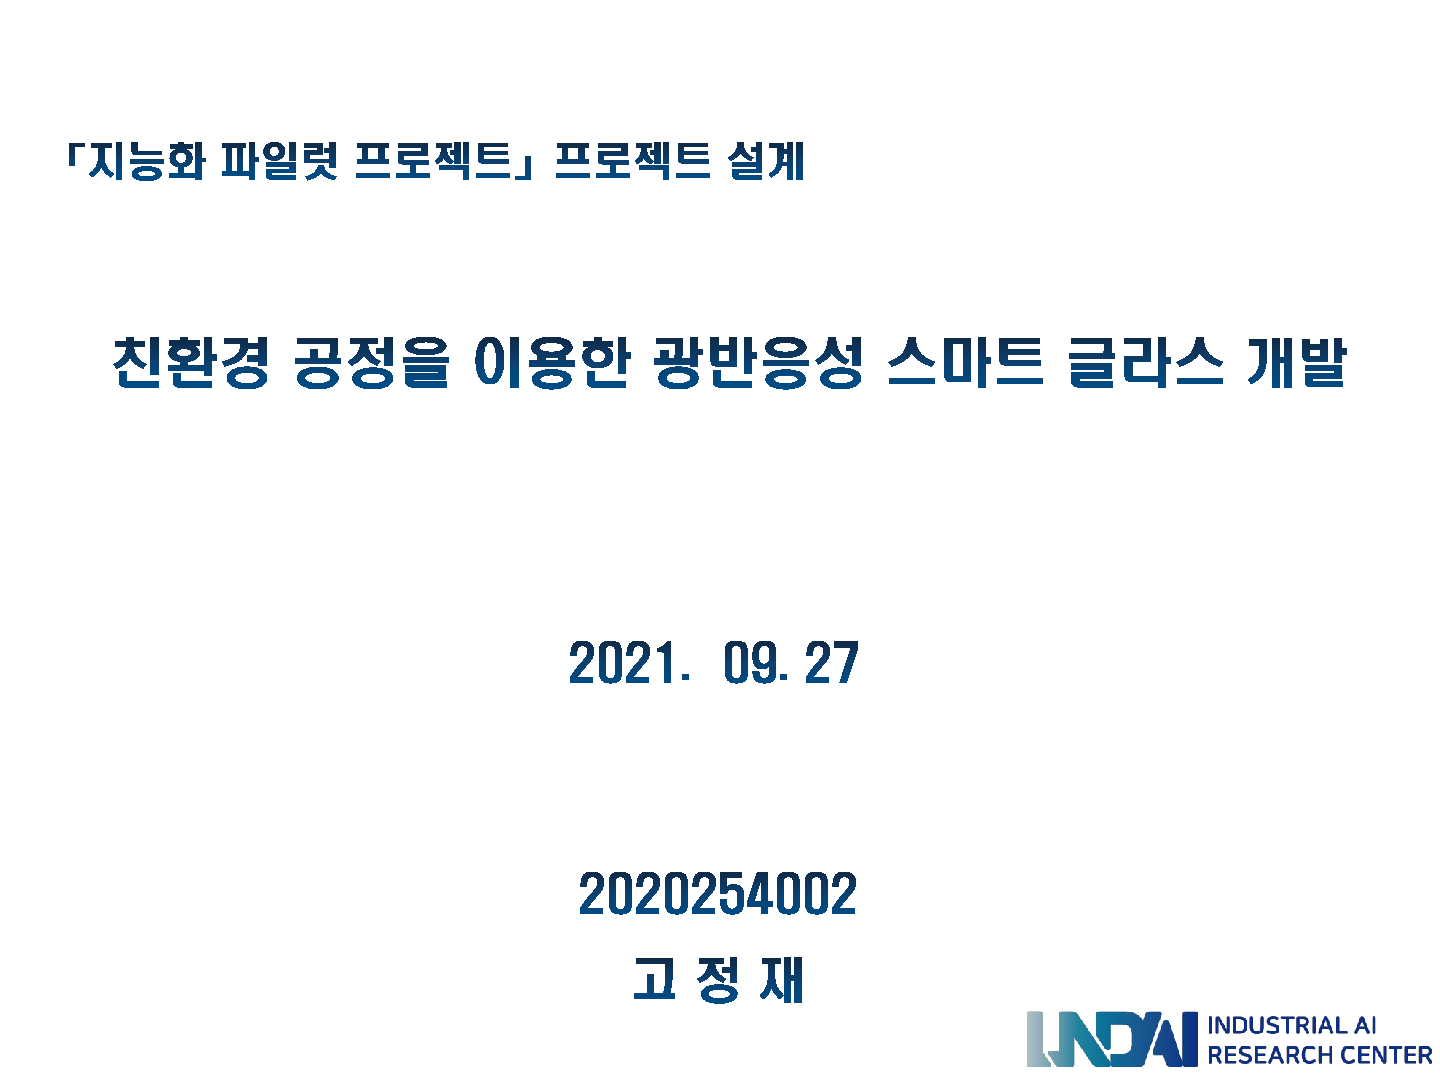 「지능화 파일럿 프로젝트」 프로젝트 설계
친환경 공정을 이용한 광반응성 스마트 글라스 개발
2021. 09. 27
2020254002
고 정 재
INDAI
INDUSTRIAL AI
RESEARCH CENTER